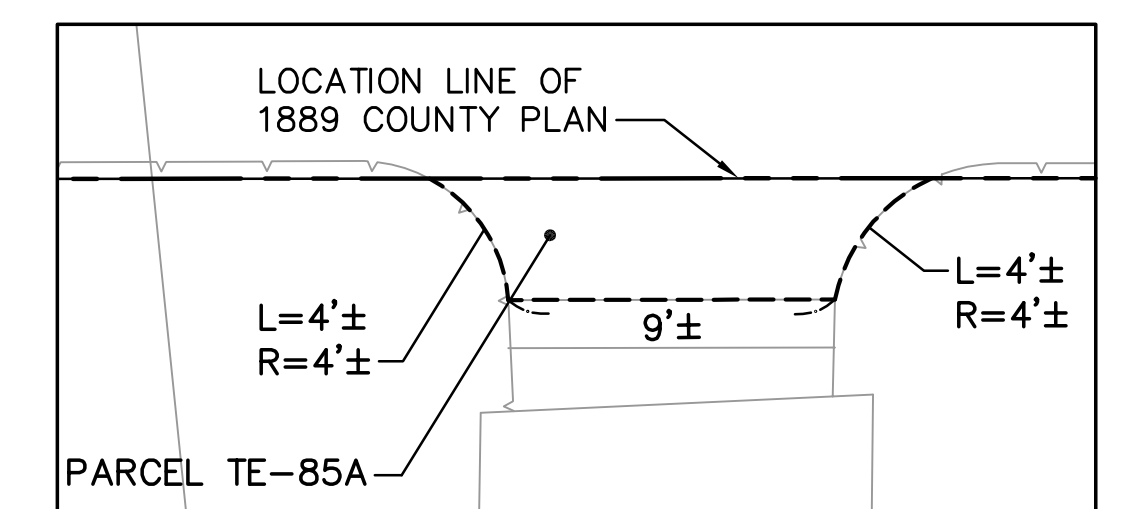 LOCATION LINE OF
1889 COUNTY PLAN
L=4'±
R=4'±
9'±
L=4'±
R=4'±
PARCEL TE-85A